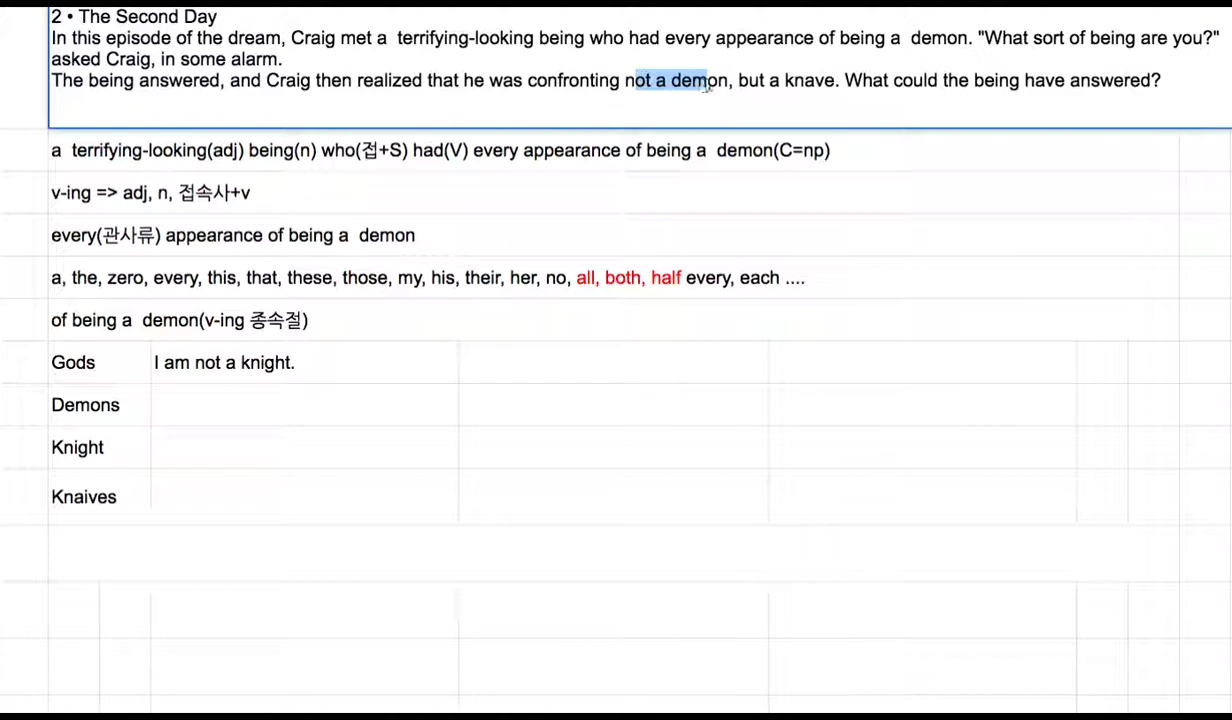 2 • The Second Day
In this episode of the dream, Craig met a  terrifying-looking being who had every appearance of being a  demon. "What sort of being are you?"
asked Craig, in some alarm.
The being answered, and Craig then realized that he was confronting not a demon, but a knave. What could the being have answered?
a  terrifying-looking(adj) being(n) who(접+S) had(V) every appearance of being a  demon(C=np)
v-ing => adj, n, 접속사+v
every(관사류) appearance of being a  demon
a, the, zero, every, this, that, these, those, my, his, their, her, no, all, both, half every, each ....
of being a  demon(v-ing 종속절)
Gods I am not a knight.
Demons
Knight
Knaives